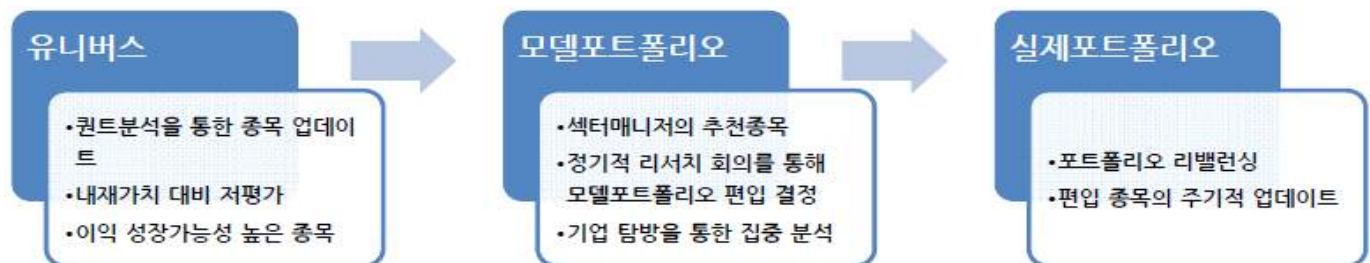 유니버스
•퀀트분석을 통한 종목 업데이
트
•내재가치 대비 저평가
•이익 성장가능성 높은 종목
모델포트폴리오
•섹터매니저의 추천종목
•정기적 리서치 회의를 통해
모델포트폴리오 편입 결정
•기업 탐방을 통한 집중 분석
실제포트폴리오
•포트폴리오 리밸런싱
•편입 종목의 주기적 업데이트